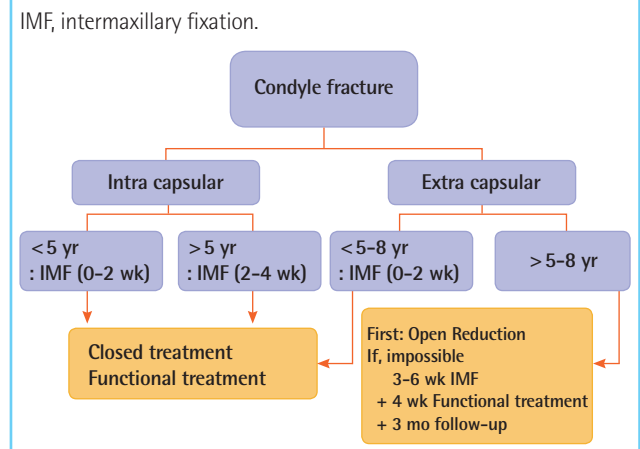 IMF, intermaxillary fixation.
Condyle fracture
Intra capsular
Extra capsular
<5 yr
: IMF (0-2 wk)
>5 yr
: IMF (2-4 wk)
<5-8 yr
: IMF (0-2 wk)
>5-8 yr
Closed treatment
Functional treatment
First: Open Reduction
If, impossible
3-6 wk IMF
+ 4 wk Functional treatment
+ 3 mo follow-up